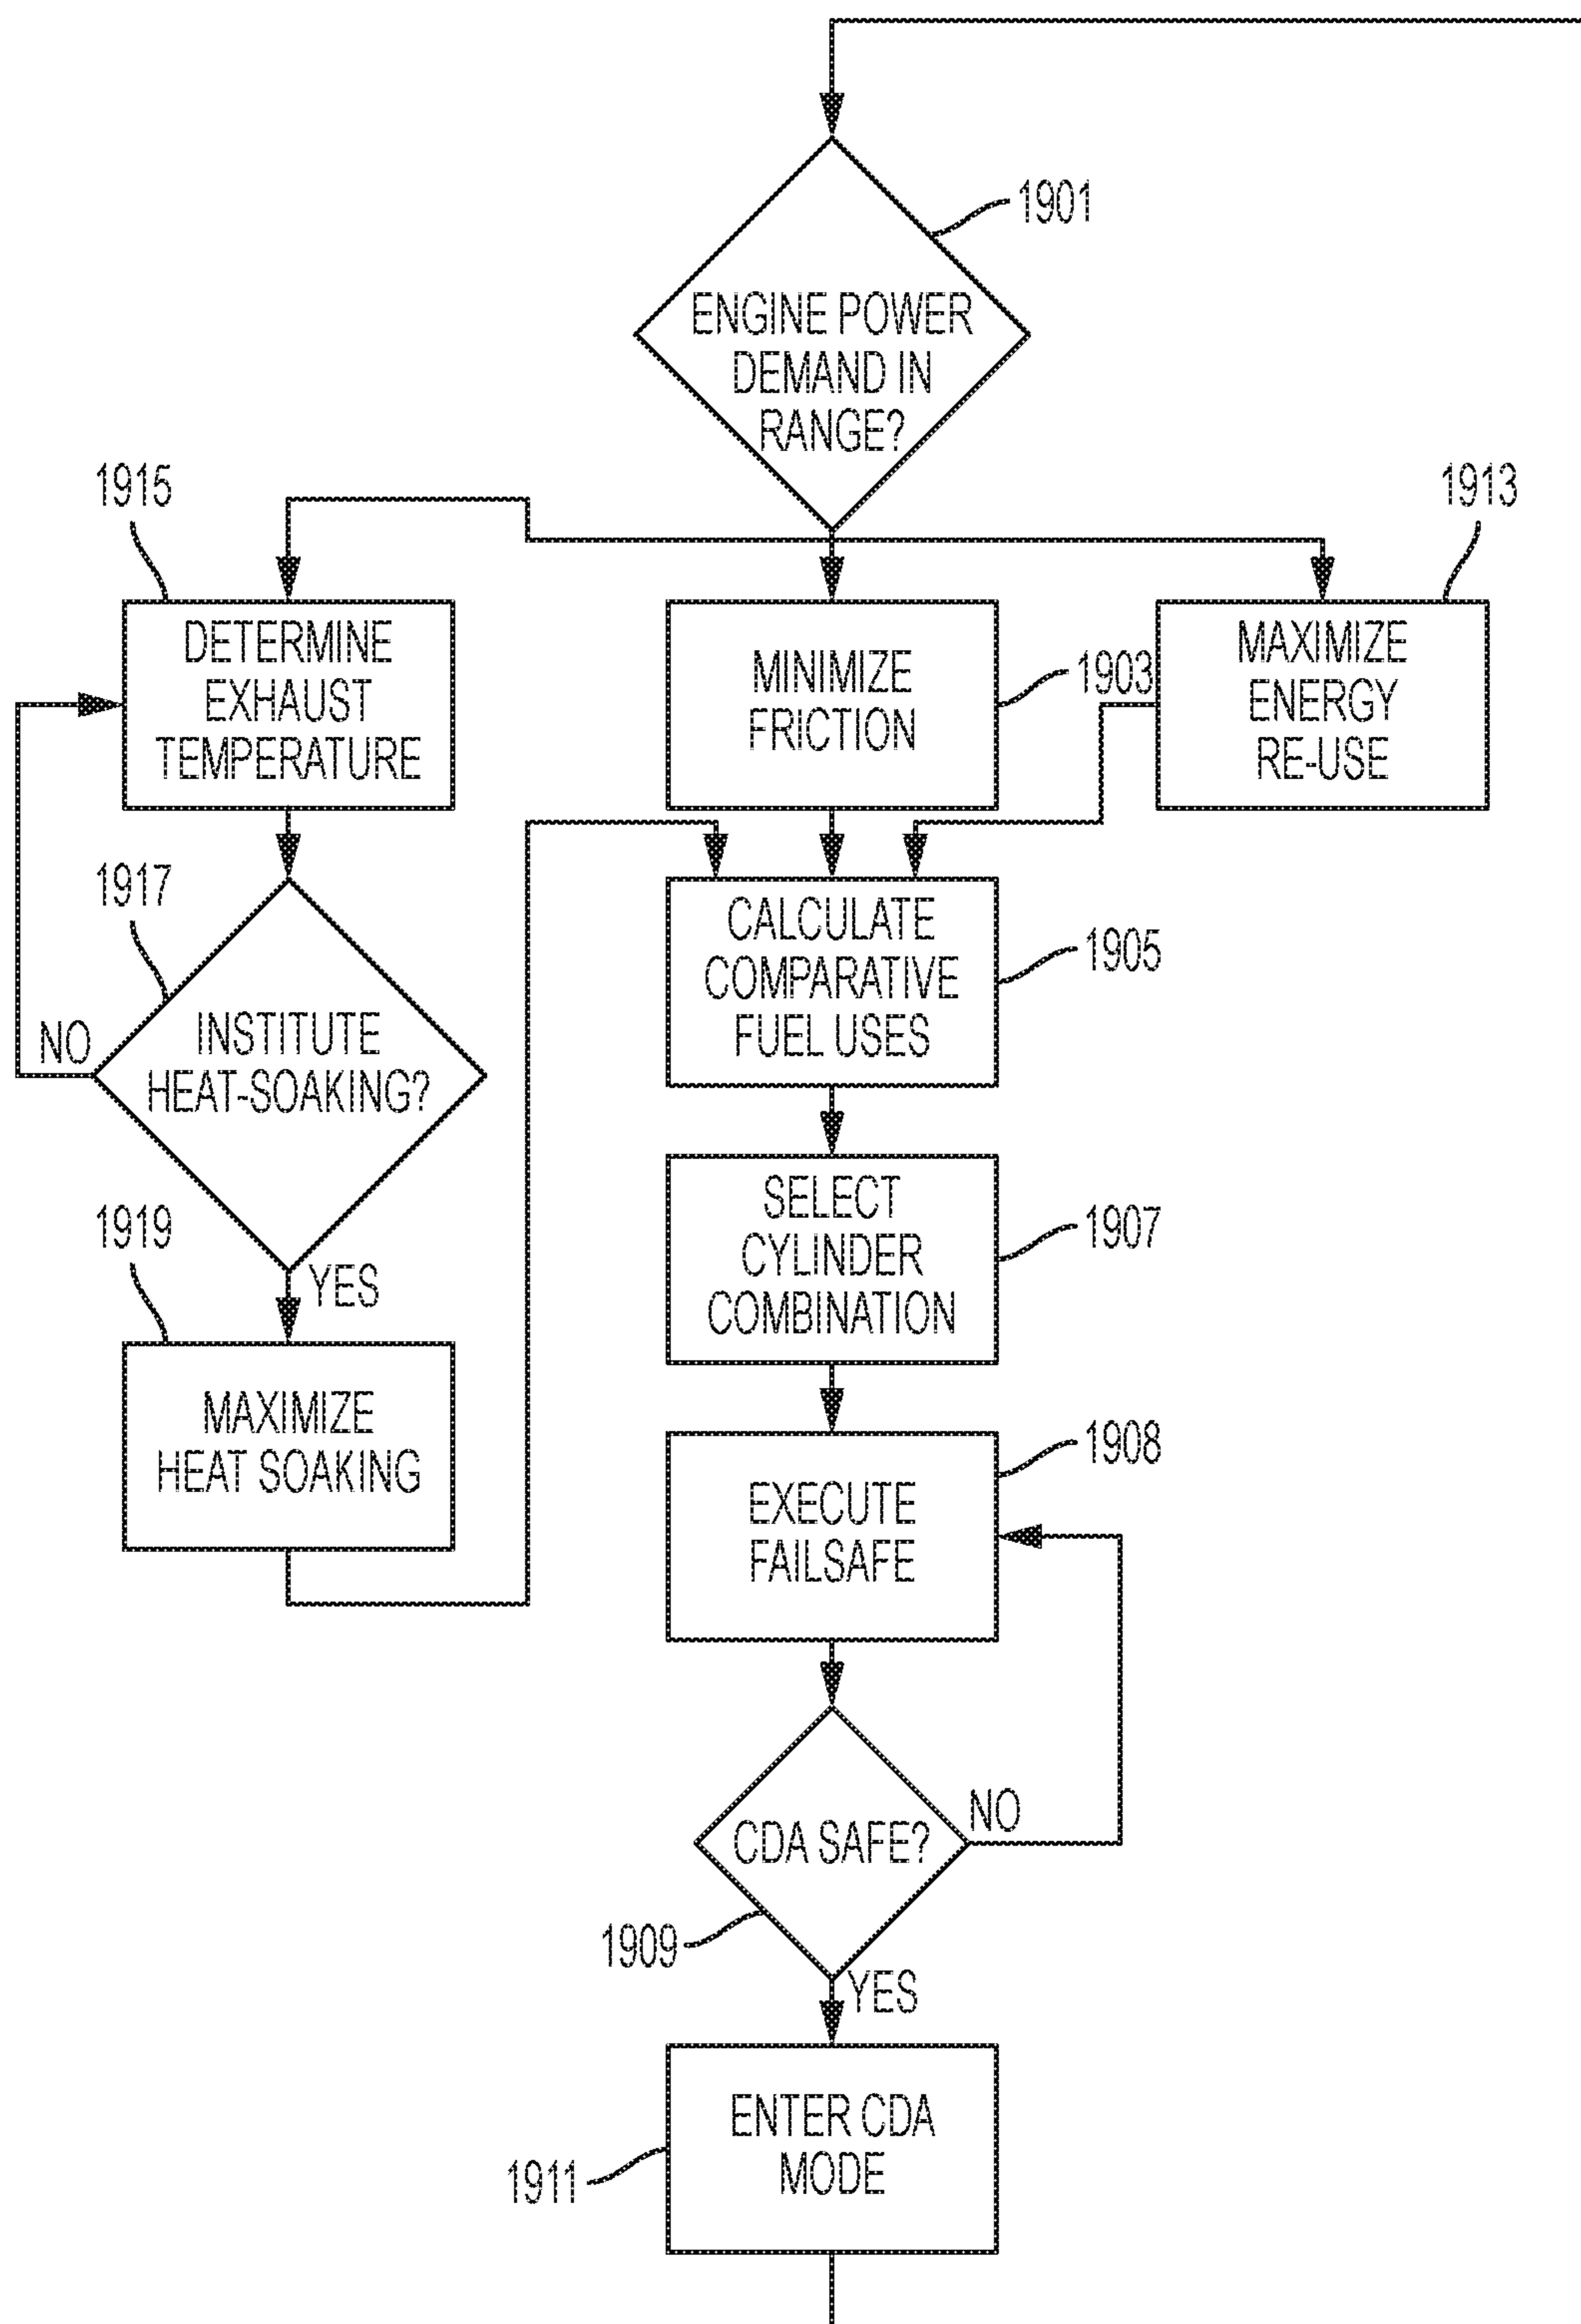 1901
ENGINE POWER
DEMAND IN
RANGE?
1915
1913
DETERMINE
EXHAUST
TEMPERATURE
MINIMIZE
FRICTION
1903
MAXIMIZE
ENERGY
RE-USE
1917
INSTITUTE
HEAT-SOAKING?
NO
YES
CALCULATE
COMPARATIVE
FUEL USES
1905
SELECT
CYLINDER
COMBINATION
1907
1919
MAXIMIZE
HEAT SOAKING
EXECUTE
FAILSAFE
1908
CDA SAFE?
NO
1909
YES
ENTER CDA
MODE
1911